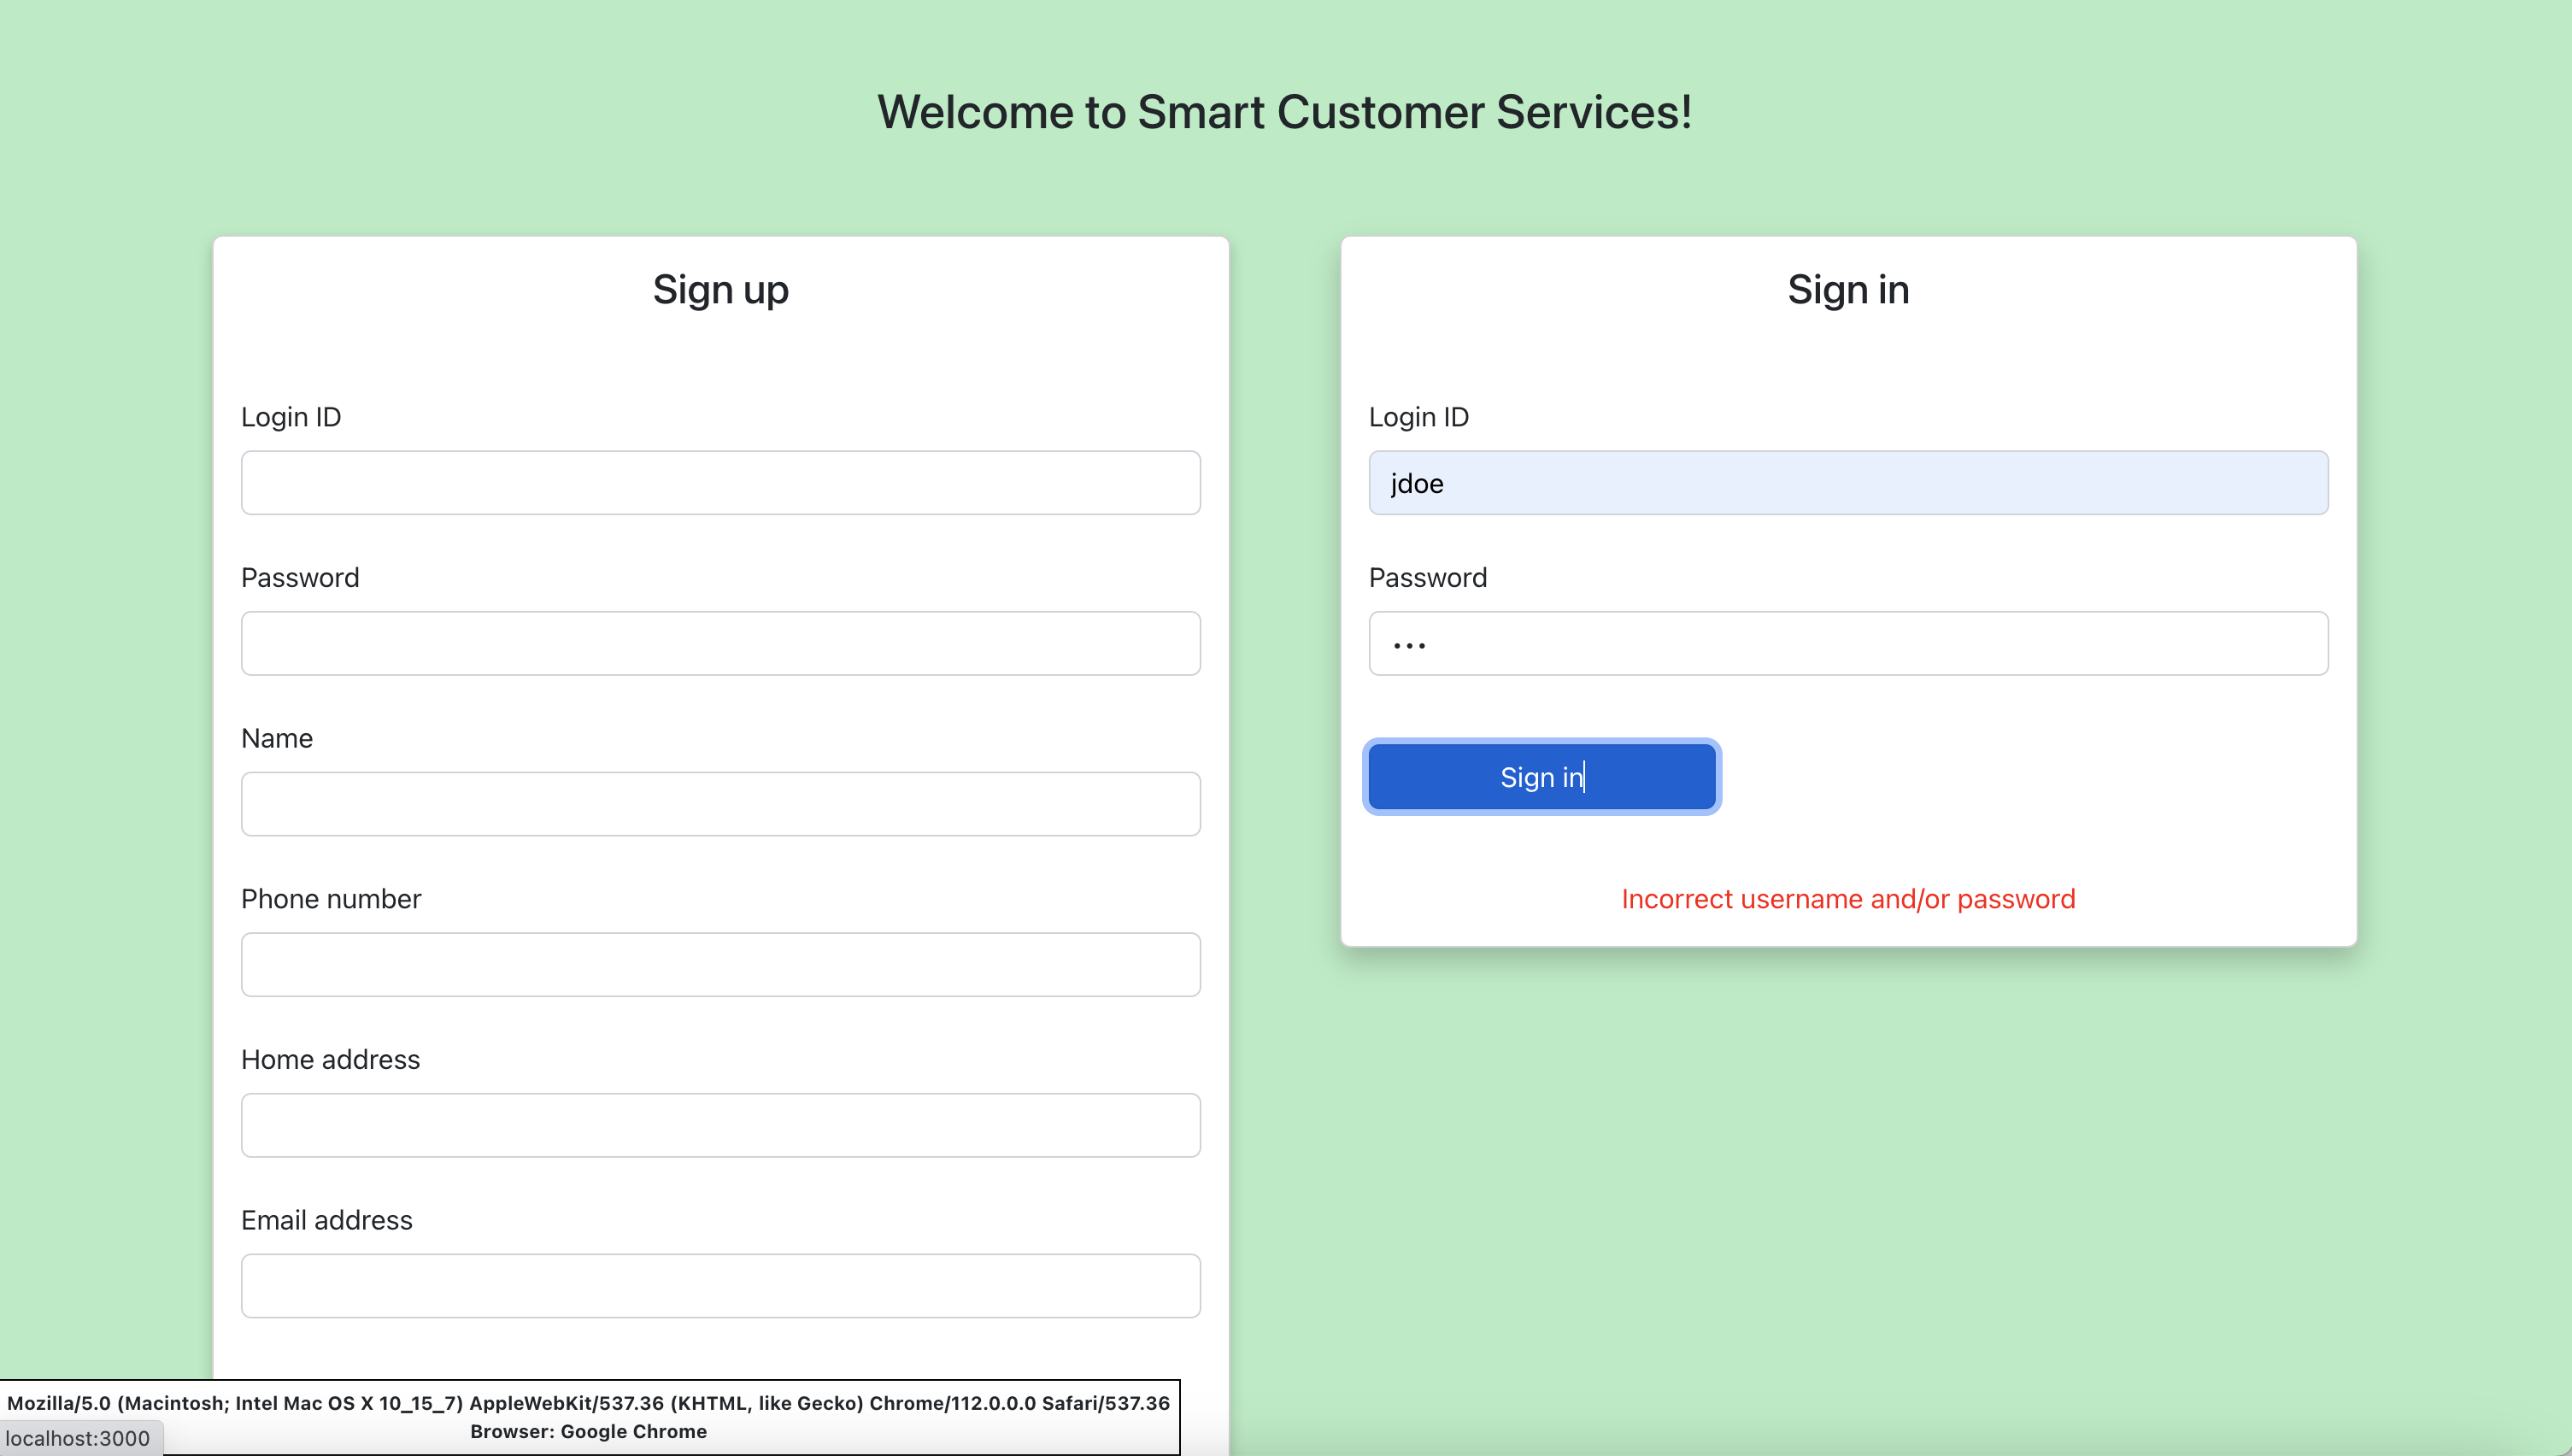 Welcome to Smart Customer Services!
Sign up
Login ID
Password
Name
Phone number
Home address
Email address
Sign in
Login ID
jdoe
Password
•••
Sign in
Incorrect username and/or password
Mozilla/5.0 (Macintosh; Intel Mac OS X 10_15_7) AppleWebKit/537.36 (KHTML, like Gecko) Chrome/112.0.0.0 Safari/537.36
Browser: Google Chrome
localhost:3000